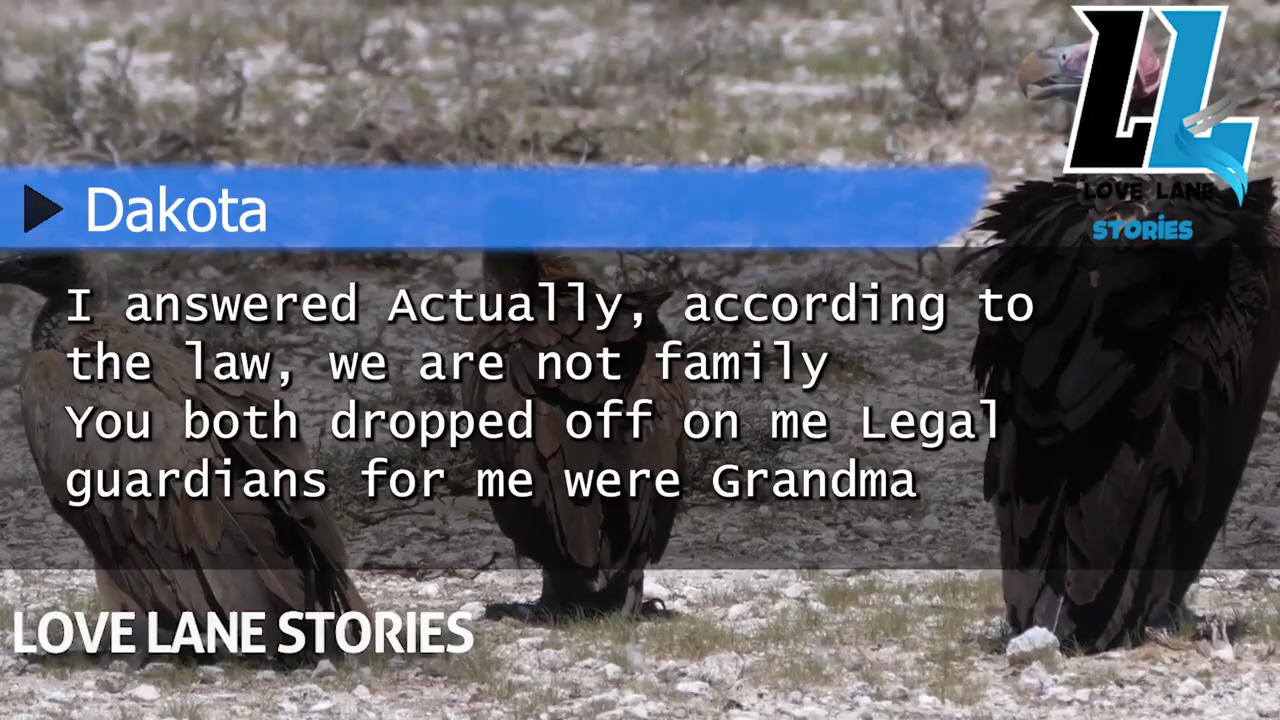 LL
LOVE LANE
STORIES
Dakota
I answered Actually, according to
the law, we are not family
You both dropped off on me Legal
guardians for me were Grandma
LOVE LANE STORIES